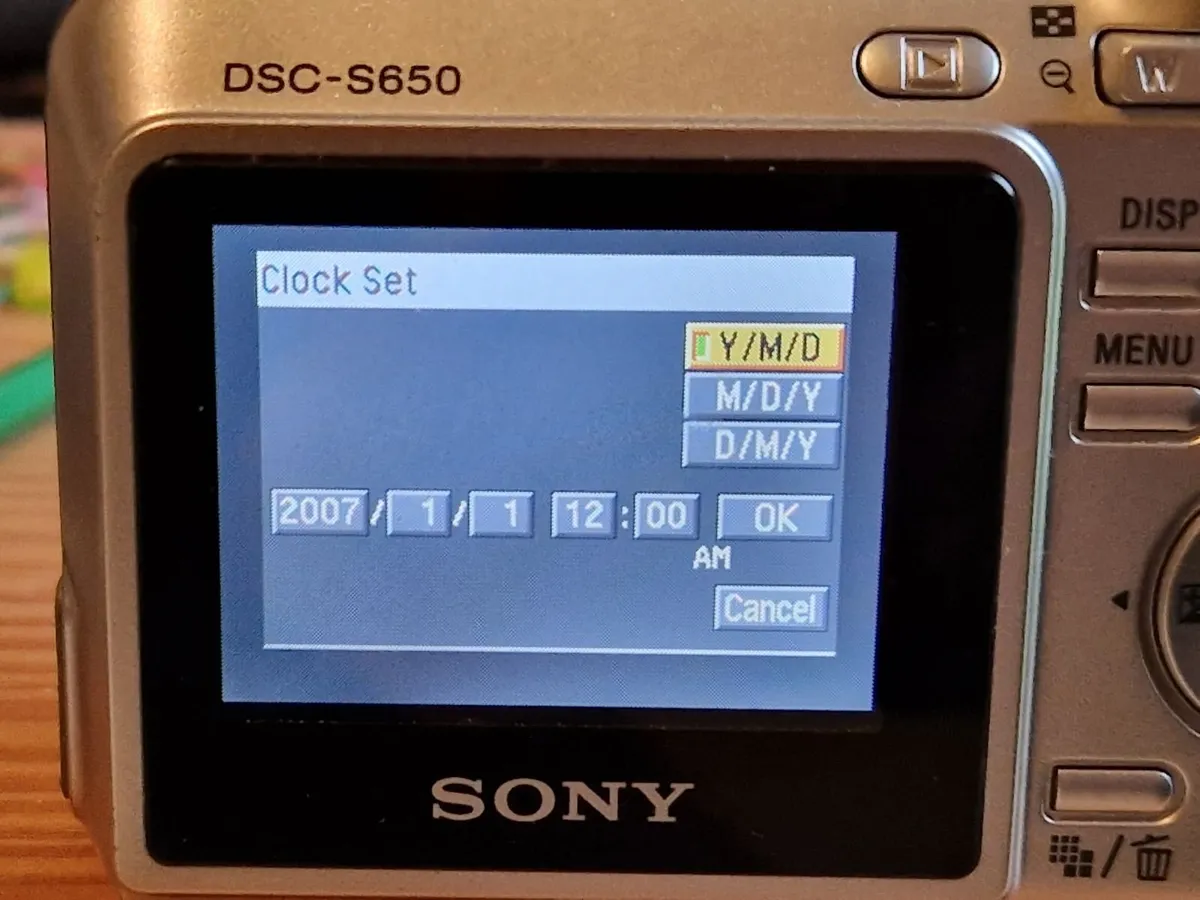 DSC-S650
W
DISP
MENU
Clock Set
Y/M/D
M/D/Y
D/M/Y
2007/ 1/ 1 12:00 OK
AM
Cancel
SONY